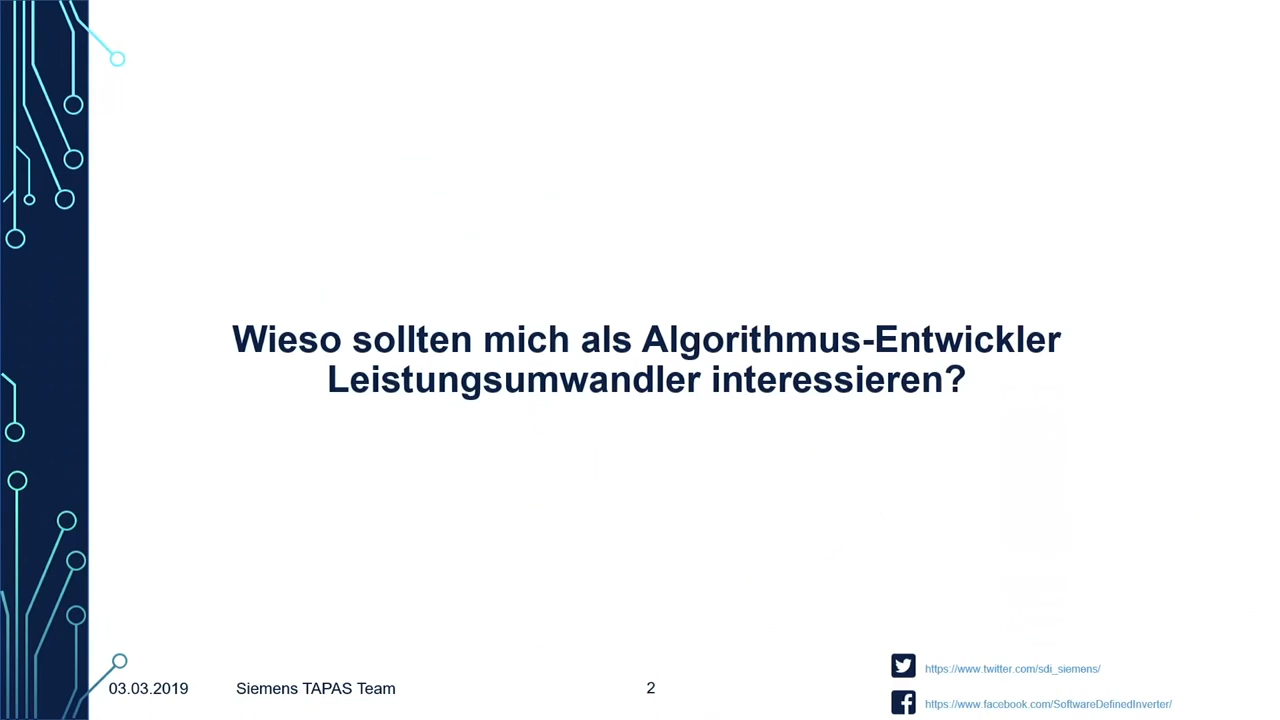 Wieso sollten mich als Algorithmus-Entwickler
Leistungsumwandler interessieren?
03.03.2019
Siemens TAPAS Team
2
https://www.twitter.com/sdi_siemens/
https://www.facebook.com/SoftwareDefinedInverter/